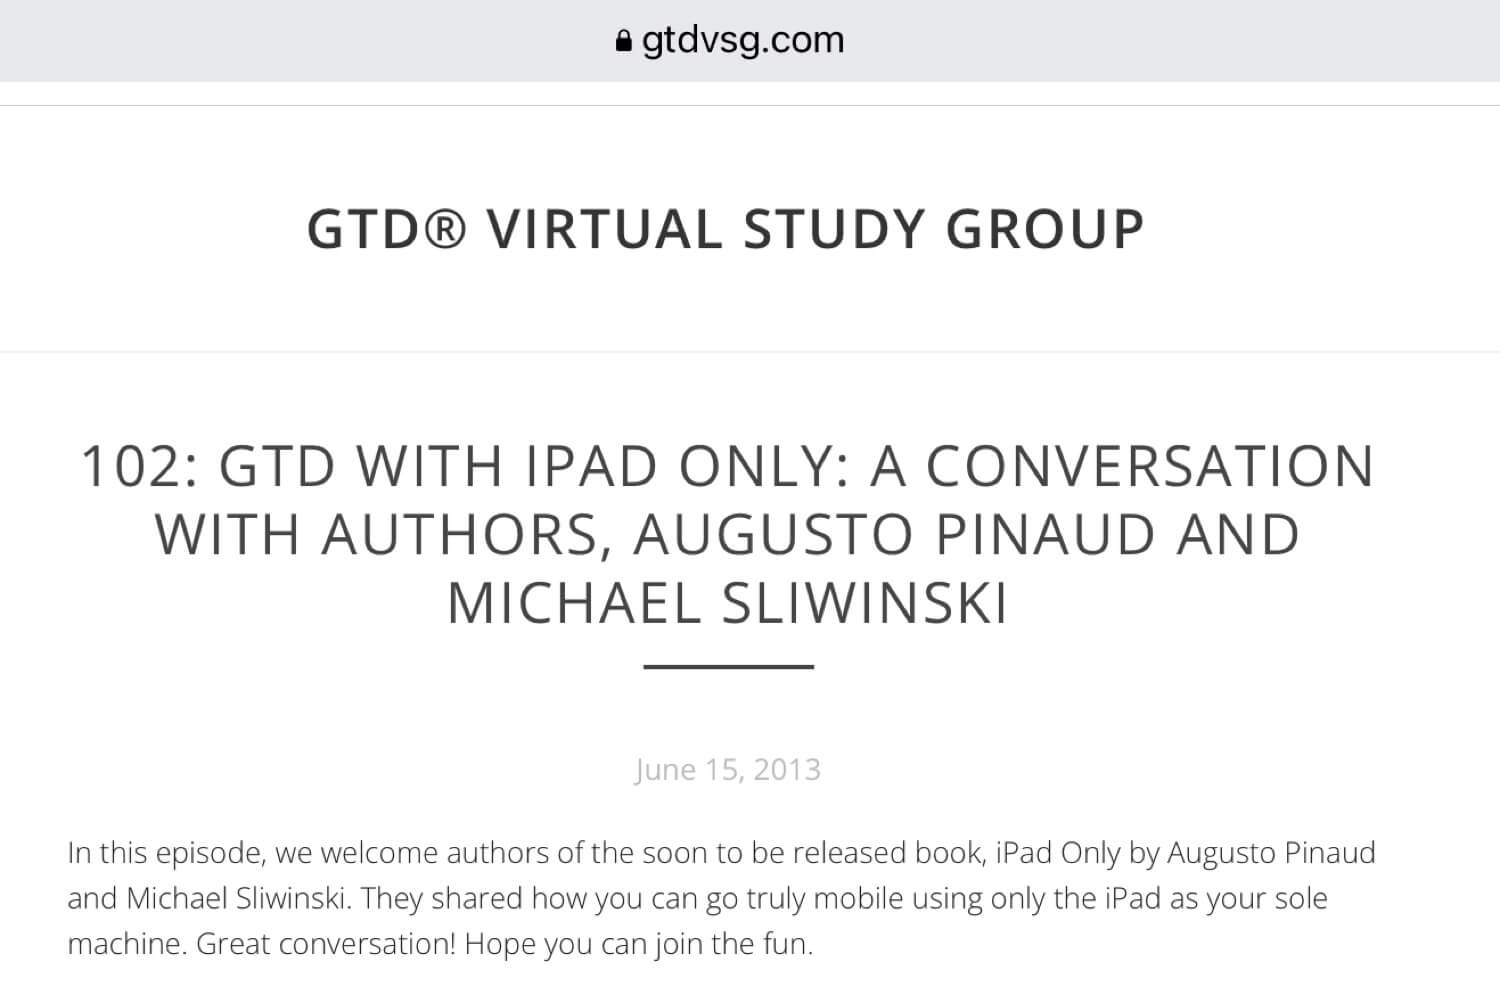 gtdvsg.com
GTD® VIRTUAL STUDY GROUP
102: GTD WITH IPAD ONLY: A CONVERSATION
WITH AUTHORS, AUGUSTO PINAUD AND
MICHAEL SLIWINSKI
June 15, 2013
In this episode, we welcome authors of the soon to be released book, iPad Only by Augusto Pinaud
and Michael Sliwinski. They shared how you can go truly mobile using only the iPad as your sole
machine. Great conversation! Hope you can join the fun.